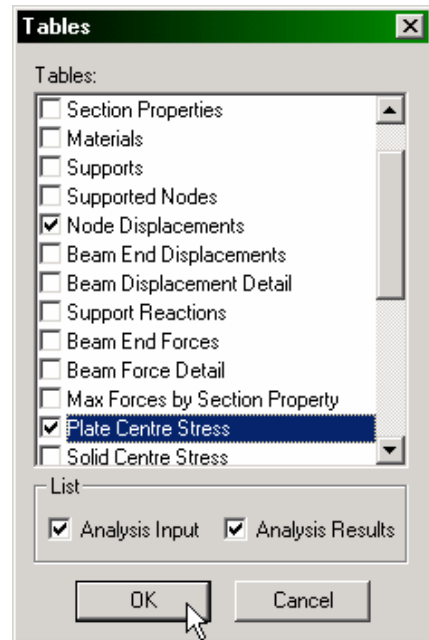 Tables
Tables:
Section Properties
Materials
Supports
Supported Nodes
Node Displacements
Beam End Displacements
Beam Displacement Detail
Support Reactions
Beam End Forces
Beam Force Detail
Max Forces by Section Property
Plate Centre Stress
Solid Centre Stress
List
Analysis Input Analysis Results
OK Cancel